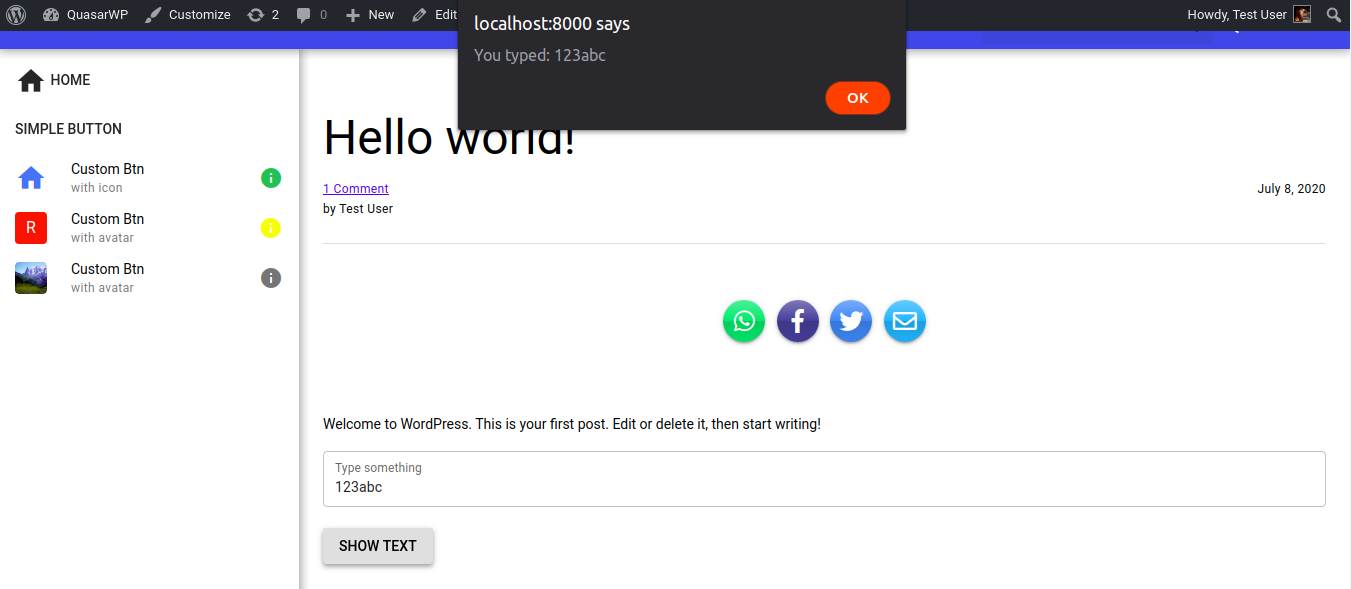 QuasarWP Customize 2 0 New Edit Howdy, Test User
localhost:8000 says
You typed: 123abc
OK
HOME
SIMPLE BUTTON
Custom Btn
with icon
R
Custom Btn
with avatar
Custom Btn
with avatar
Hello world!
1 Comment
July 8, 2020
by Test User
Welcome to WordPress. This is your first post. Edit or delete it, then start writing!
Type something
123abc
SHOW TEXT